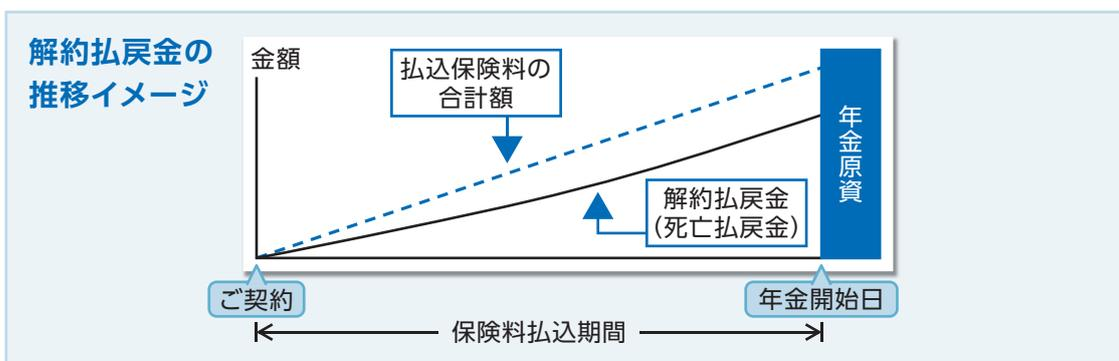 解約払戻金の
推移イメージ
金額
払込保険料の
合計額
解約払戻金
(死亡払戻金)
年金原資
ご契約
年金開始日
保険料払込期間